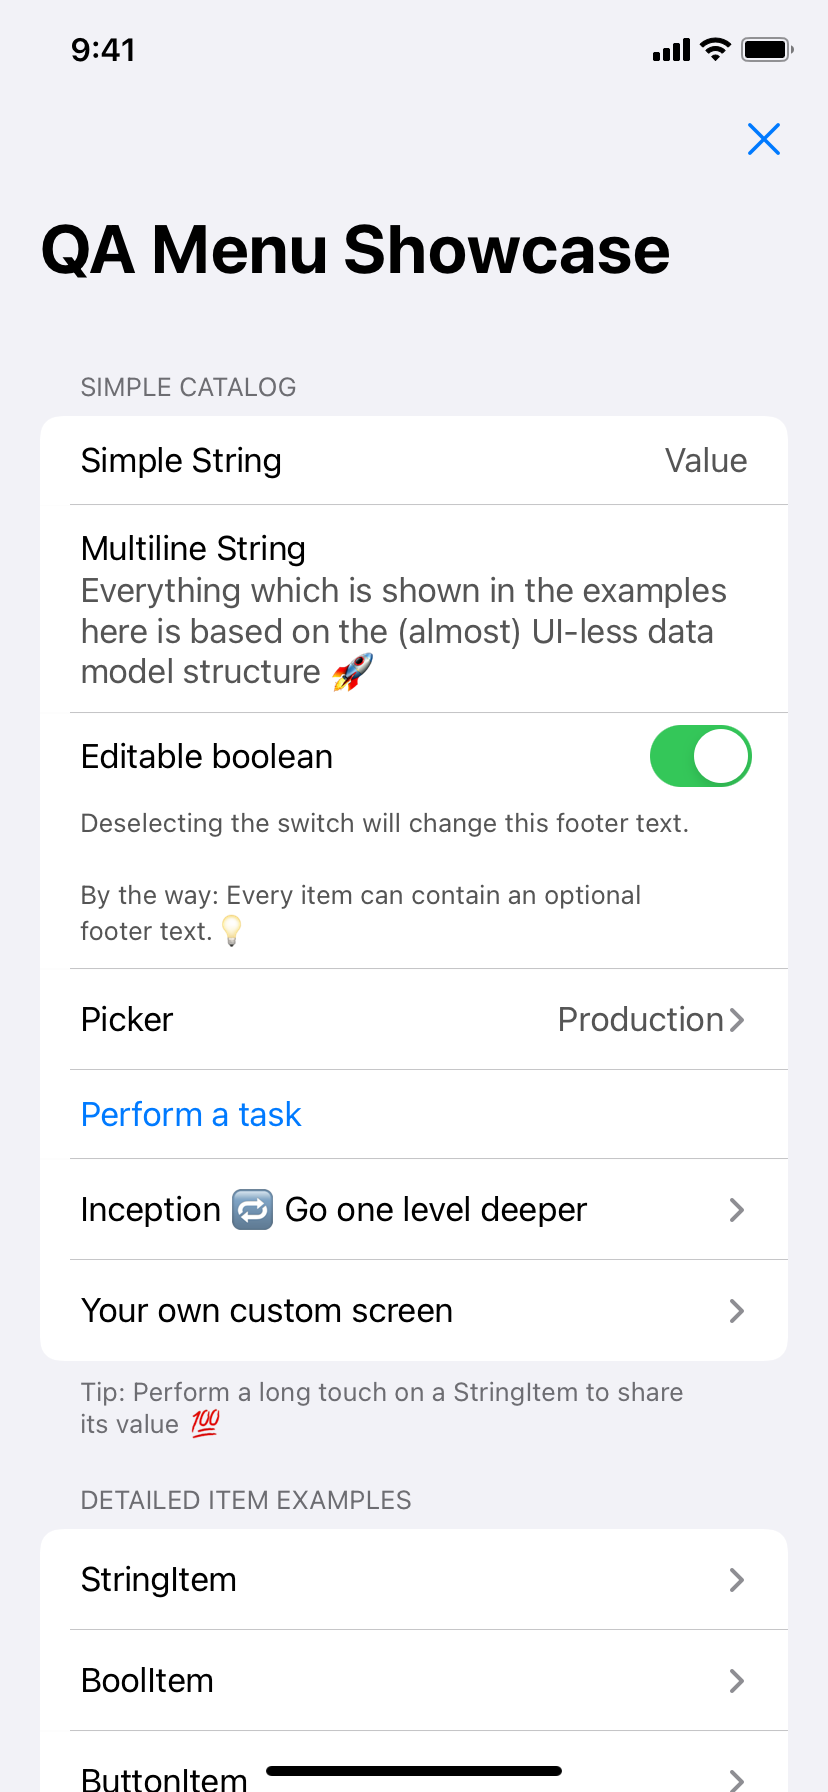 9:41
QA Menu Showcase
SIMPLE CATALOG
Simple String Value
Multiline String
Everything which is shown in the examples
here is based on the (almost) UI-less data
model structure 🚀
Editable boolean
Deselecting the switch will change this footer text.
By the way: Every item can contain an optional
footer text. 💡
Picker Production
Perform a task
Inception 🔁 Go one level deeper
Your own custom screen
Tip: Perform a long touch on a StringItem to share
its value 💯
DETAILED ITEM EXAMPLES
StringItem
BoolItem
ButtonItem